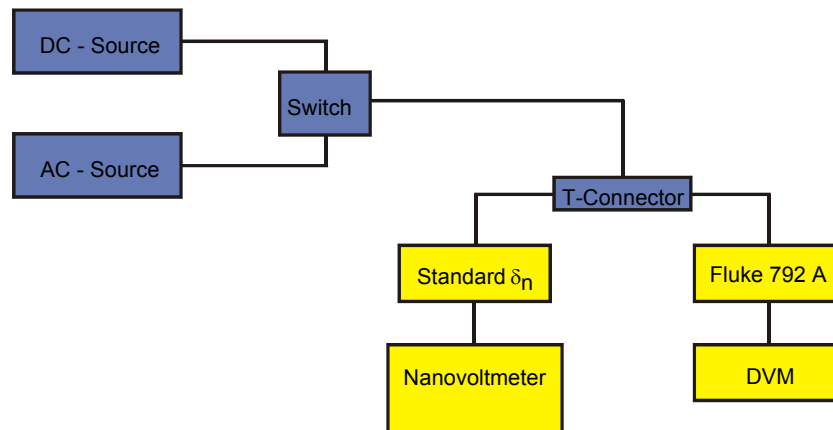 DC - Source
Switch
AC - Source
T-Connector
Standard δn
Fluke 792 A
Nanovoltmeter
DVM